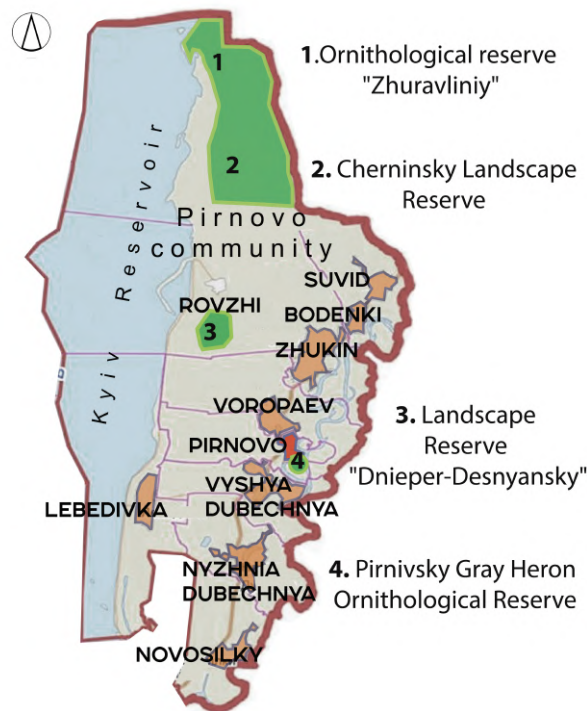 1.Ornithological reserve
"Zhuravliniy"
1
2
2. Cherninsky Landscape
Reserve
Pirnovo
community
Kyiv Reservoir
SUVID
ROVZHI
BODENKI
3
ZHUKIN
VOROPAEV
3. Landscape
Reserve
"Dnieper-Desnyansky"
PIRNOVO
4
VYSHYA
DUBECHNYA
LEBEDIVKA
NYZHNIA
DUBECHNYA
4. Pirnivsky Gray Heron
Ornithological Reserve
NOVOSILKY